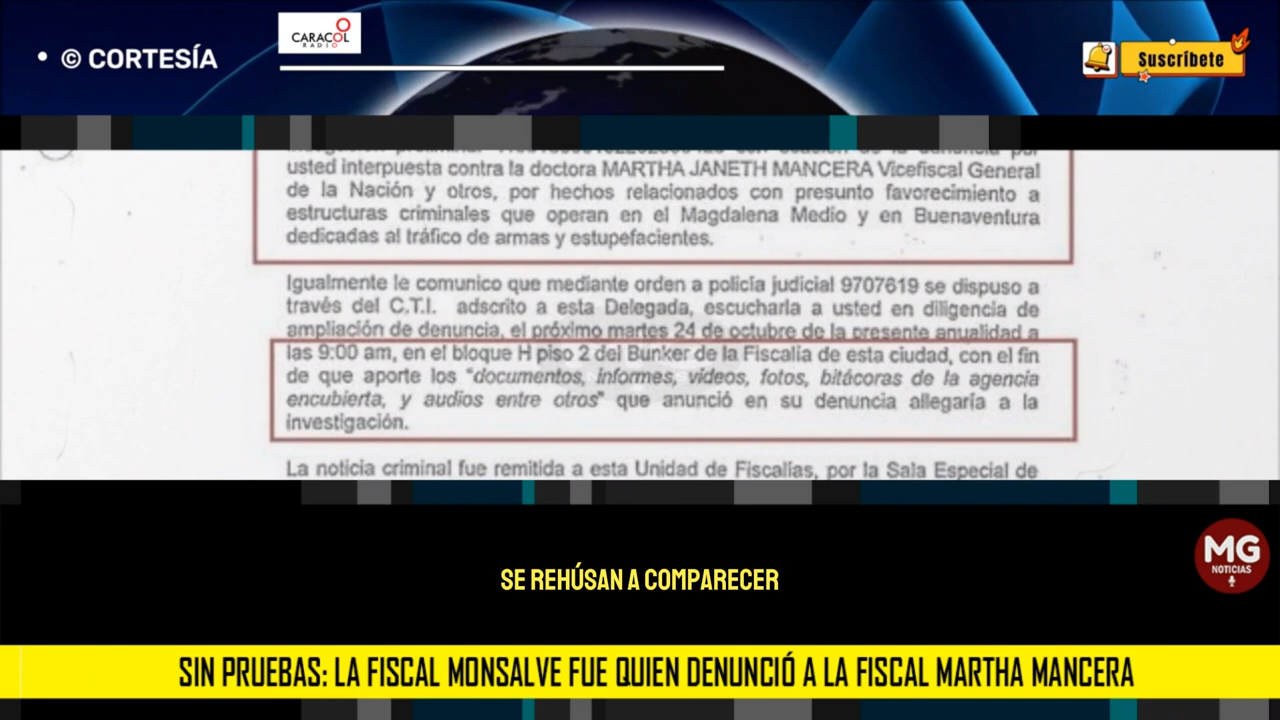 • © CORTESÍA
CARACOL
RADIO
Suscríbete
usted interpuesta contra la doctora MARTHA JANETH MANCERA Vicefiscal General
de la Nación y otros, por hechos relacionados con presunto favorecimiento a
estructuras criminales que operan en el Magdalena Medio y en Buenaventura
dedicadas al tráfico de armas y estupefacientes.
Igualmente le comunico que mediante orden a policía judicial 9707619 se dispuso a
través del C.T.I. adscrito a esta Delegada, escucharla a usted en diligencia de
ampliación de denuncia, el próximo martes 24 de octubre de la presente anualidad a
las 9:00 am, en el bloque H piso 2 del Bunker de la Fiscalía de esta ciudad, con el fin
de que aporte los "documentos, informes, videos, fotos, bitácoras de la agencia
encubierta, y audios entre otros" que anunció en su denuncia allegaría a la
investigación.
La noticia criminal fue remitida a esta Unidad de Fiscalías, por la Sala Especial de
MG
NOTICIAS
SE REHÚSAN A COMPARECER
SIN PRUEBAS: LA FISCAL MONSALVE FUE QUIEN DENUNCIÓ A LA FISCAL MARTHA MANCERA